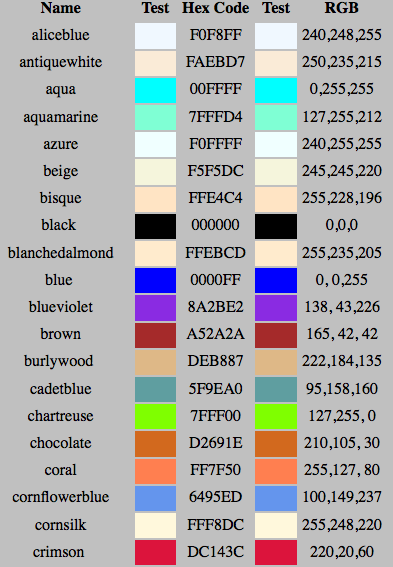 Name Test Hex Code Test RGB
aliceblue F0F8FF 240,248,255
antiquewhite FAEBD7 250,235,215
aqua 00FFFF 0,255,255
aquamarine 7FFFD4 127,255,212
azure F0FFFF 240,255,255
beige F5F5DC 245,245,220
bisque FFE4C4 255,228,196
black 000000 0,0,0
blanchedalmond FFEBCD 255,235,205
blue 0000FF 0, 0,255
blueviolet 8A2BE2 138, 43,226
brown A52A2A 165, 42, 42
burlywood DEB887 222,184,135
cadetblue 5F9EA0 95,158,160
chartreuse 7FFF00 127,255, 0
chocolate D2691E 210,105, 30
coral FF7F50 255,127, 80
cornflowerblue 6495ED 100,149,237
cornsilk FFF8DC 255,248,220
crimson DC143C 220,20,60